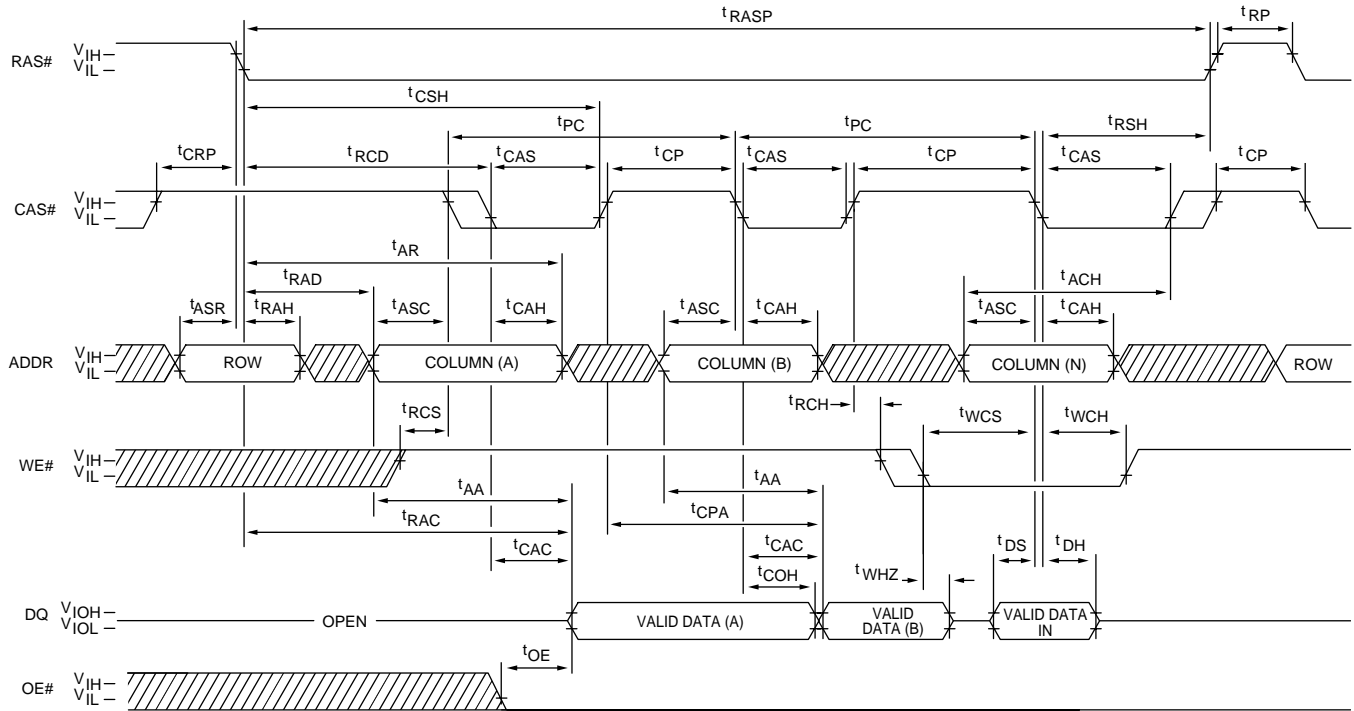 tRASP
tRP
RAS#
VIH
VIL
tCSH
tPC
tPC
tRSH
tCRP
tRCD
tCAS
tCP
tCAS
tCP
tCAS
tCP
CAS#
VIH
VIL
tAR
tRAD
tACH
tASR
tRAH
tASC
tCAH
tASC
tCAH
tASC
tCAH
ADDR
VIH
VIL
ROW
COLUMN (A)
COLUMN (B)
COLUMN (N)
ROW
tRCS
tRCH
tWCS
tWCH
WE#
VIH
VIL
tAA
tAA
tRAC
tCPA
tCAC
tCAC
tCOH
tWHZ
tDS
tDH
DQ
VIOH
VIOL
OPEN
VALID DATA (A)
VALID
DATA (B)
VALID DATA
IN
tOE
OE#
VIH
VIL